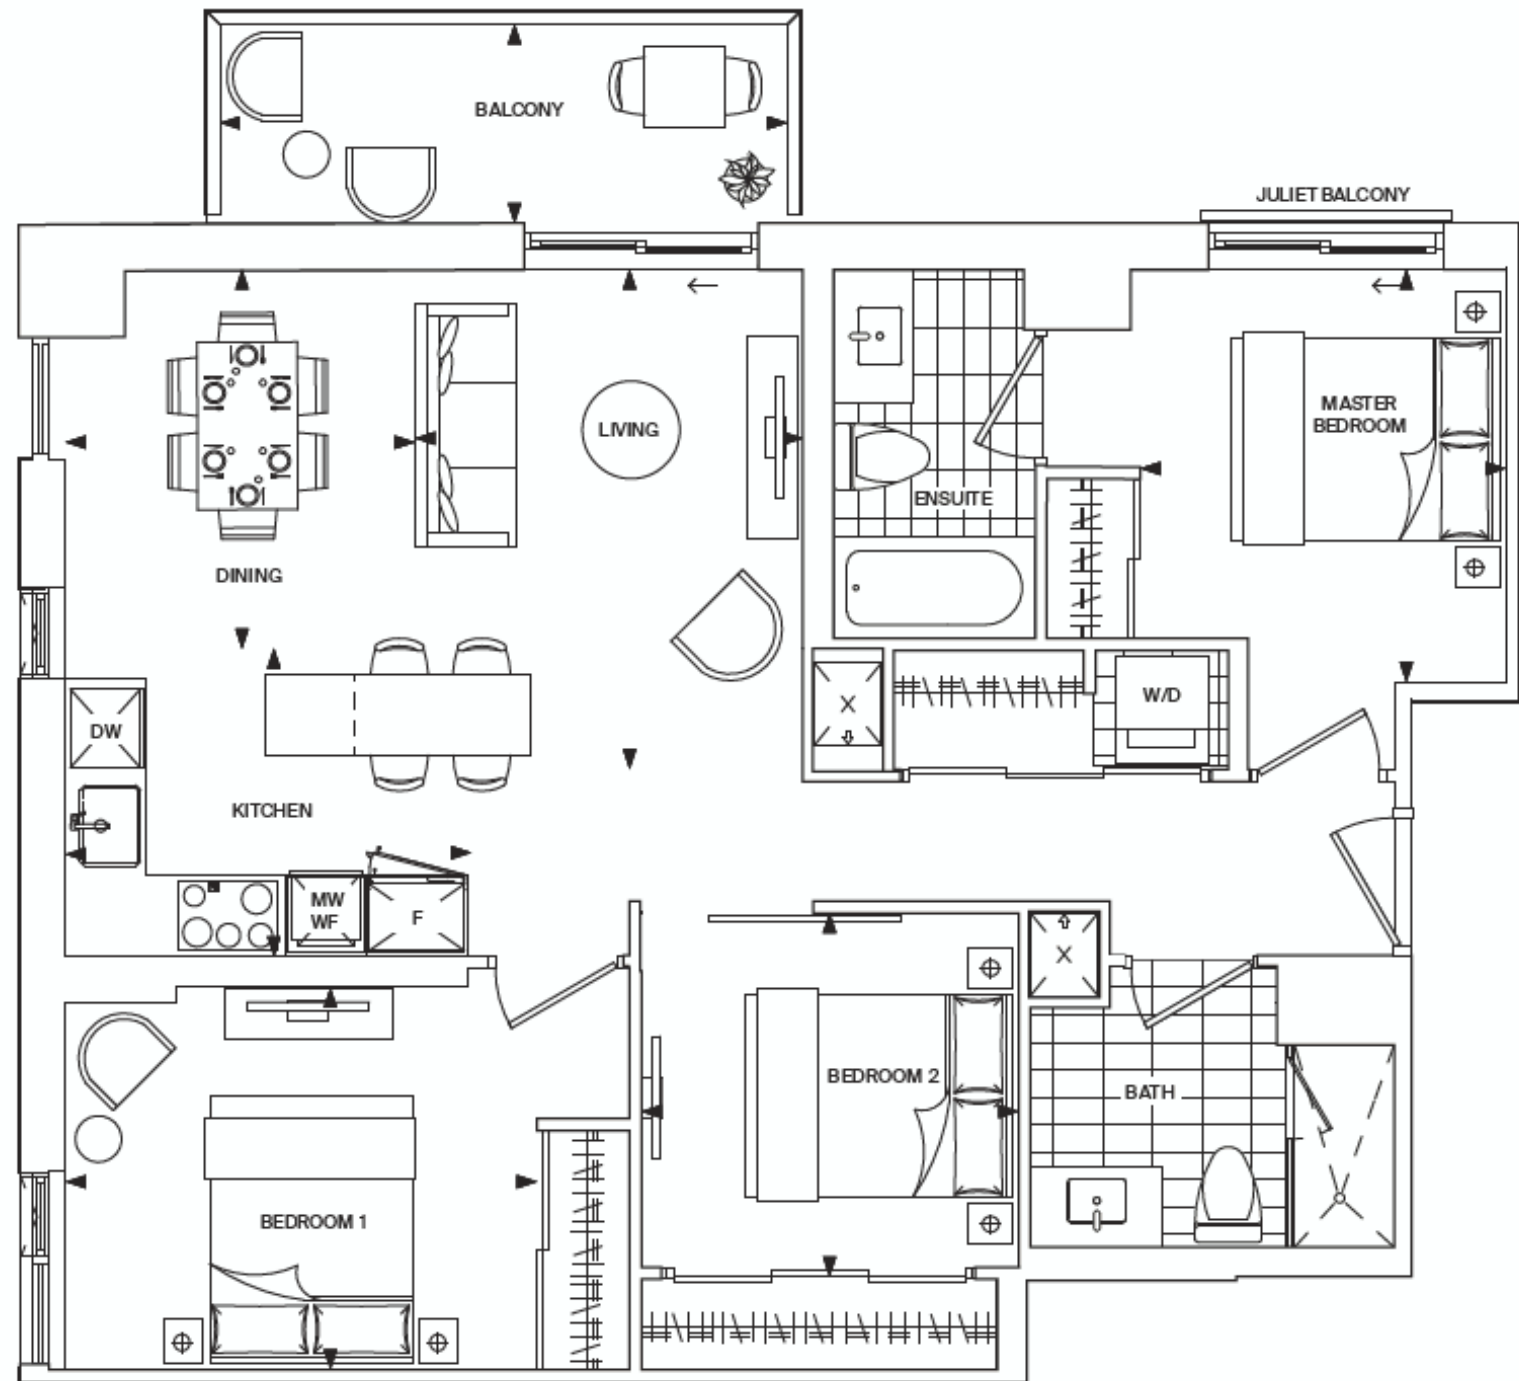 BALCONY
JULIET BALCONY
LIVING
MASTER
BEDROOM
ENSUITE
DINING
W/D
X
DW
KITCHEN
MW
WF
F
X
BEDROOM 2
BATH
BEDROOM 1